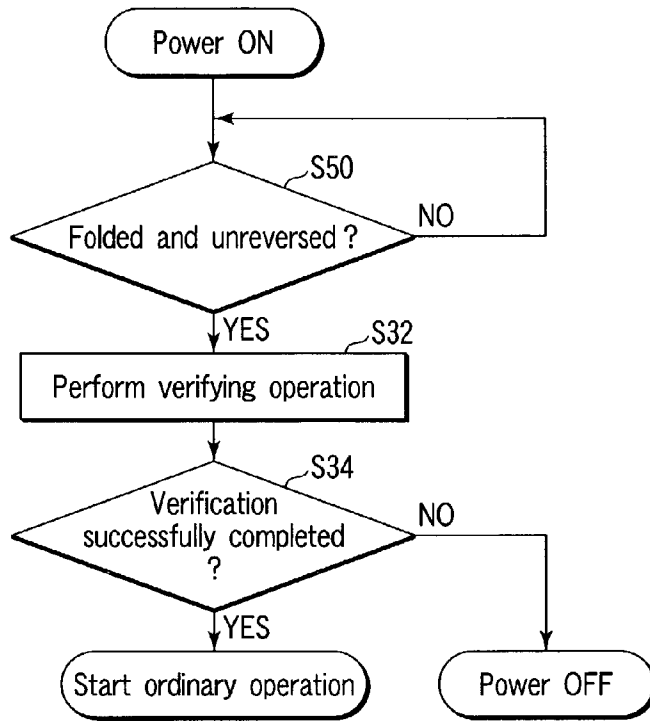 Power ON
S50
Folded and unreversed ?
NO
YES
S32
Perform verifying operation
S34
Verification
successfully completed
?
NO
YES
Start ordinary operation
Power OFF